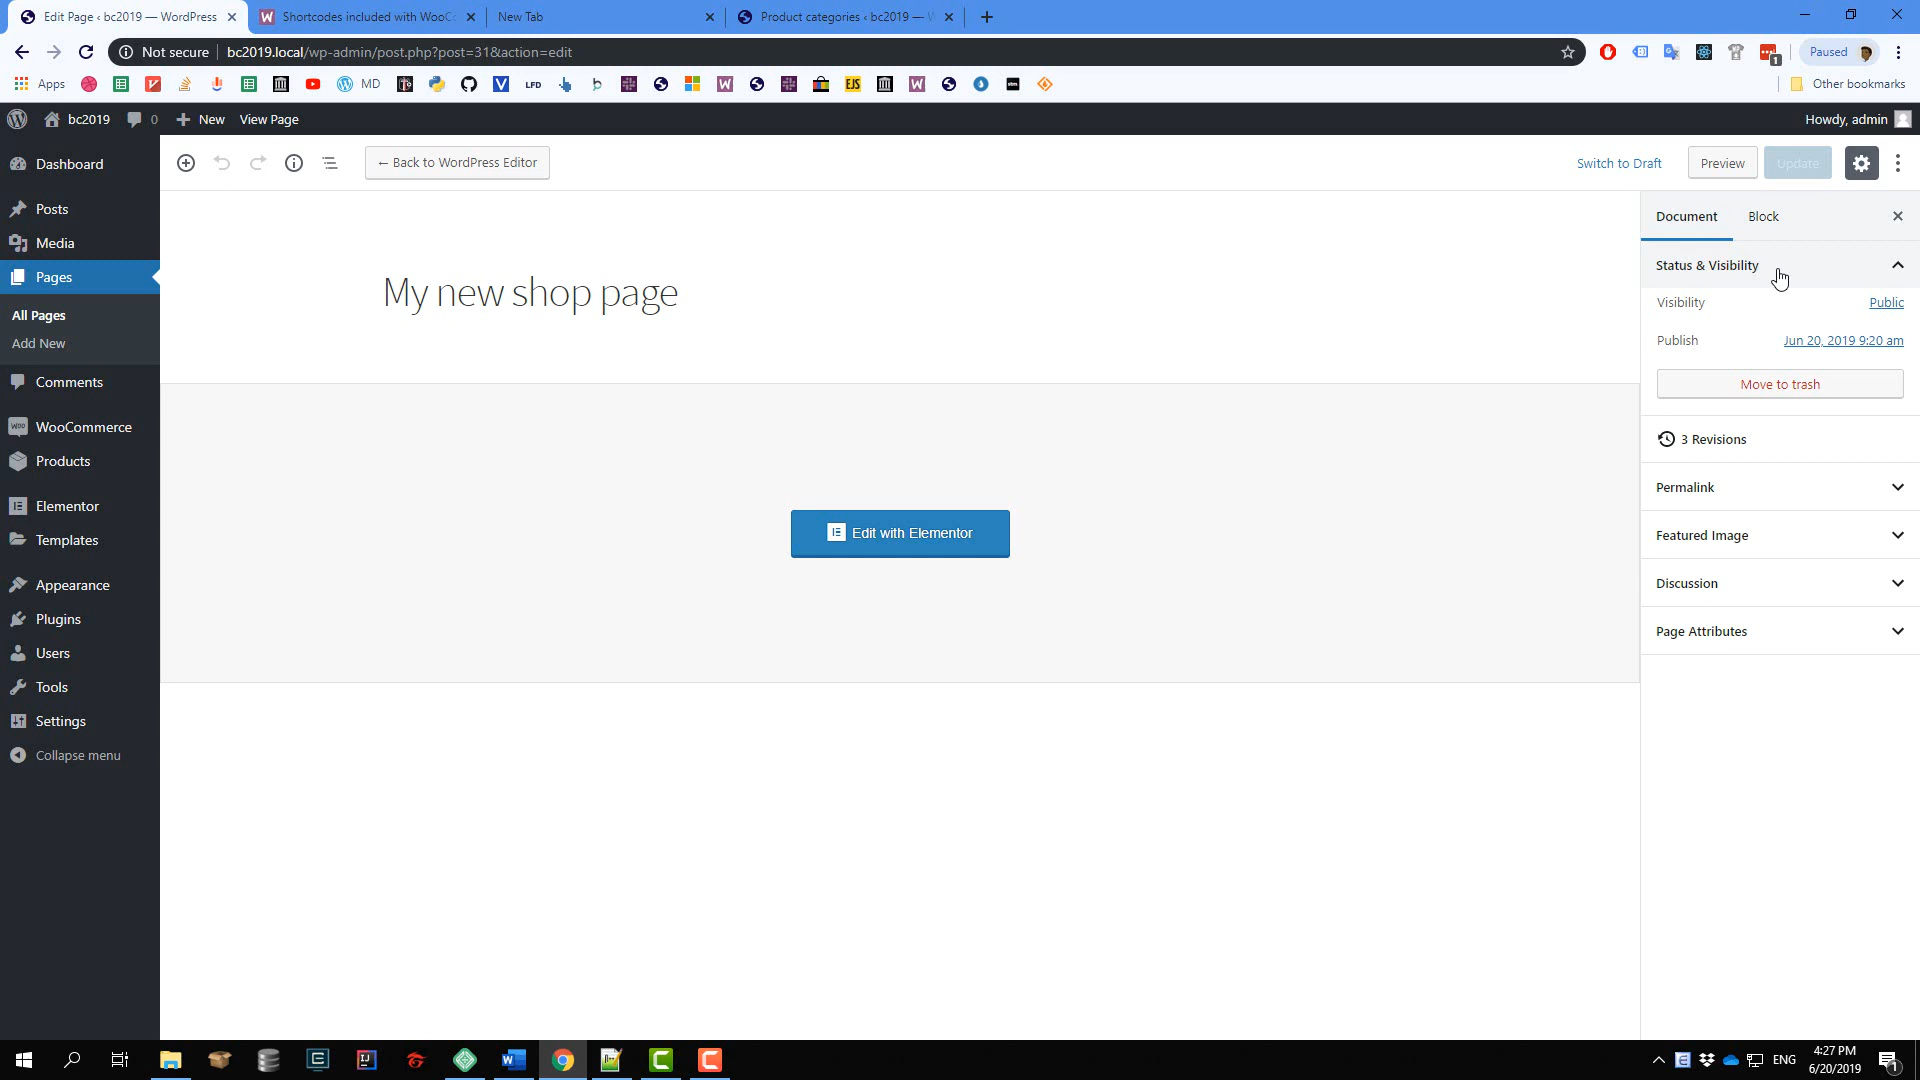 Edit Page ‹ bc2019 — WordPress
Shortcodes included with WooC
New Tab
Product categories ‹ bc2019 — W
Not secure
bc2019.local/wp-admin/post.php?post=31&action=edit
1
Paused
Apps
MD
LFD
EJS
Other bookmarks
bc2019
0
New
View Page
Howdy, admin
Dashboard
Posts
Media
Pages
All Pages
Add New
Comments
WooCommerce
Products
Elementor
Templates
Appearance
Plugins
Users
Tools
Settings
Collapse menu
← Back to WordPress Editor
Switch to Draft
Preview
Update
My new shop page
Edit with Elementor
Document
Block
Status & Visibility
Visibility
Public
Publish
Jun 20, 2019 9:20 am
Move to trash
3 Revisions
Permalink
Featured Image
Discussion
Page Attributes
ENG
4:27 PM
6/20/2019
1